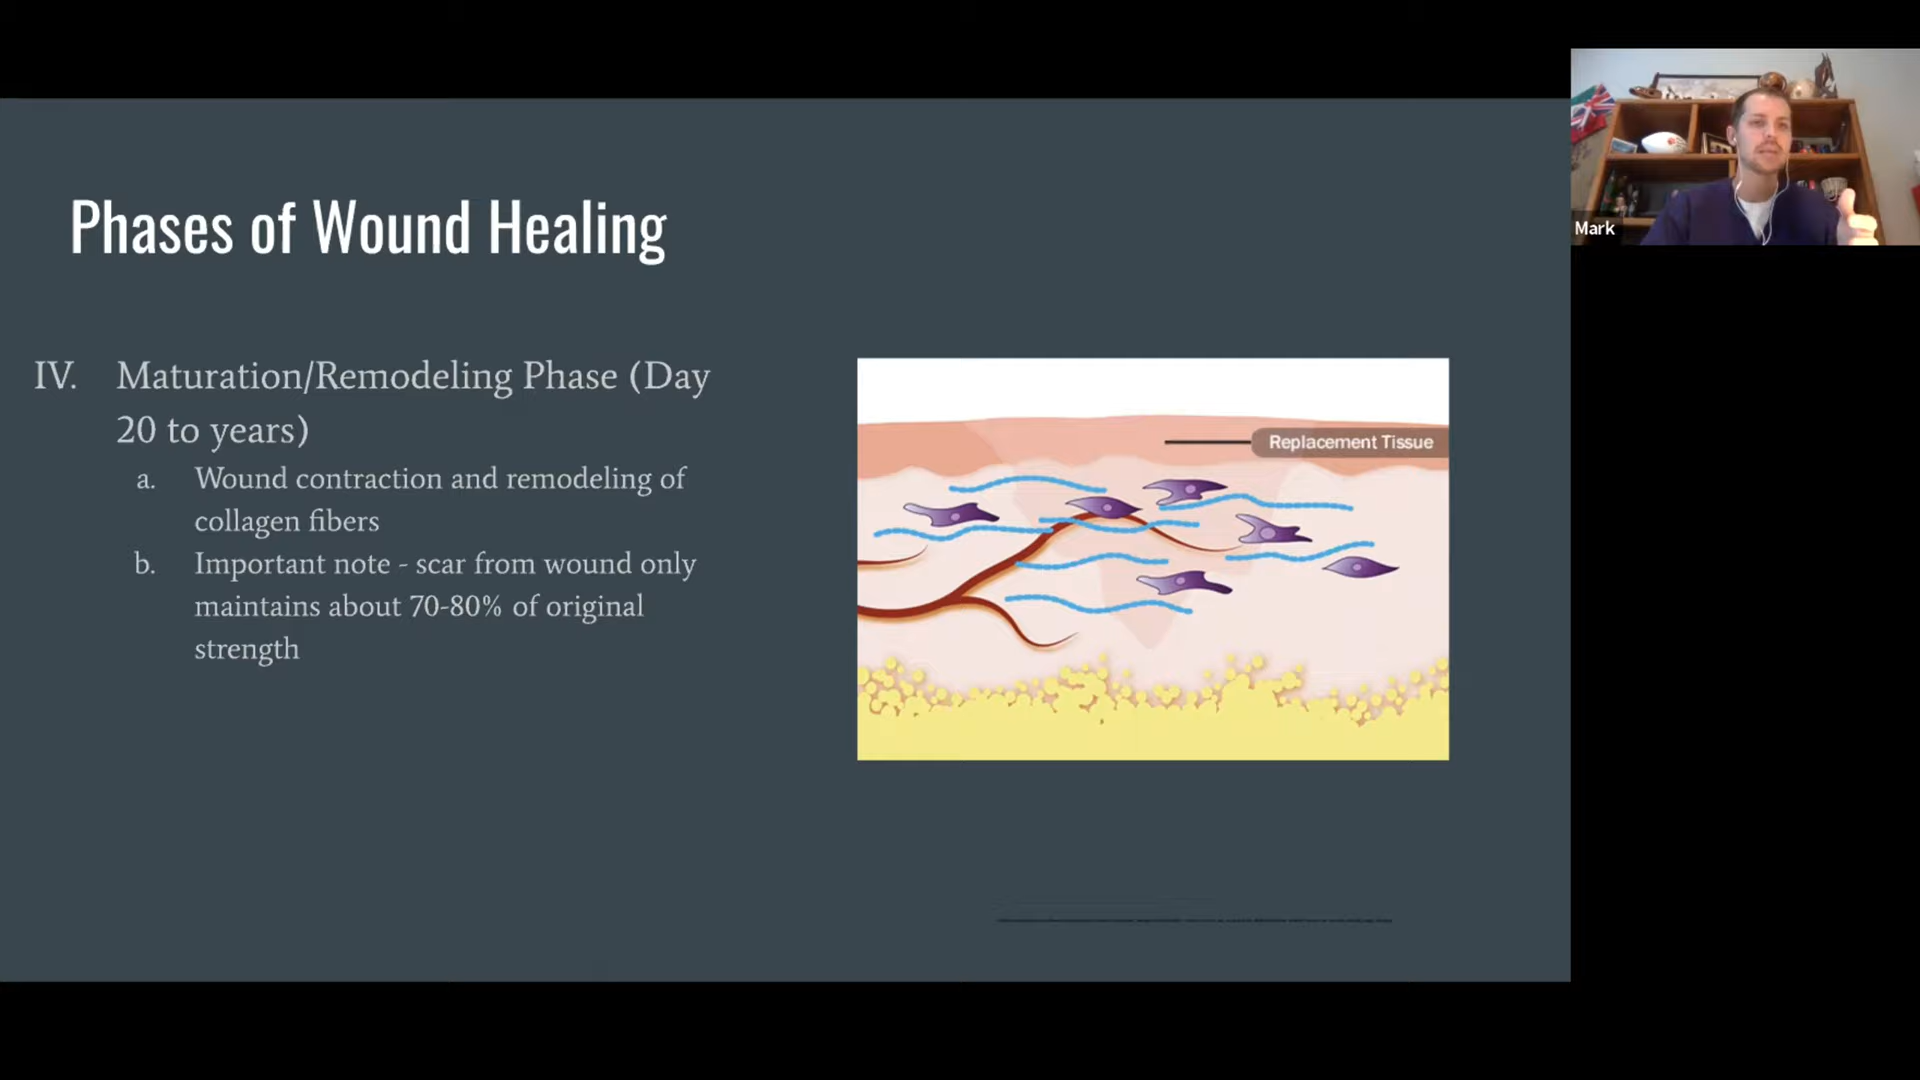 Phases of Wound Healing
IV. Maturation/Remodeling Phase (Day
20 to years)
a. Wound contraction and remodeling of
collagen fibers
b. Important note - scar from wound only
maintains about 70-80% of original
strength
Replacement Tissue
Mark